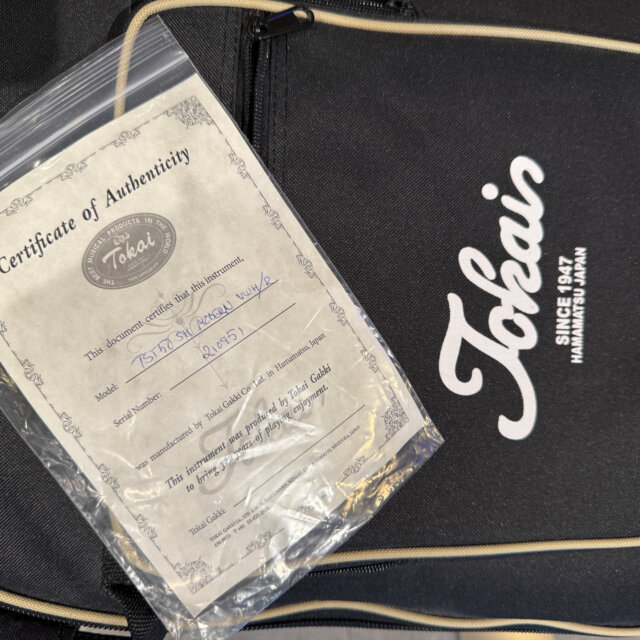 Certificate of Authenticity
THE BEST MUSICAL PRODUCTS IN THE WORLD
Tokai
This document certifies that this instrument,
Model:
Serial Number:
was manufactured by Tokai Gakki Co., Ltd. in Hamamatsu, Japan
This instrument was produced by Tokai Gakki
to bring you years of playing enjoyment.
Tokai Gakki:
Tokai
SINCE 1947
HAMAMATSU JAPAN